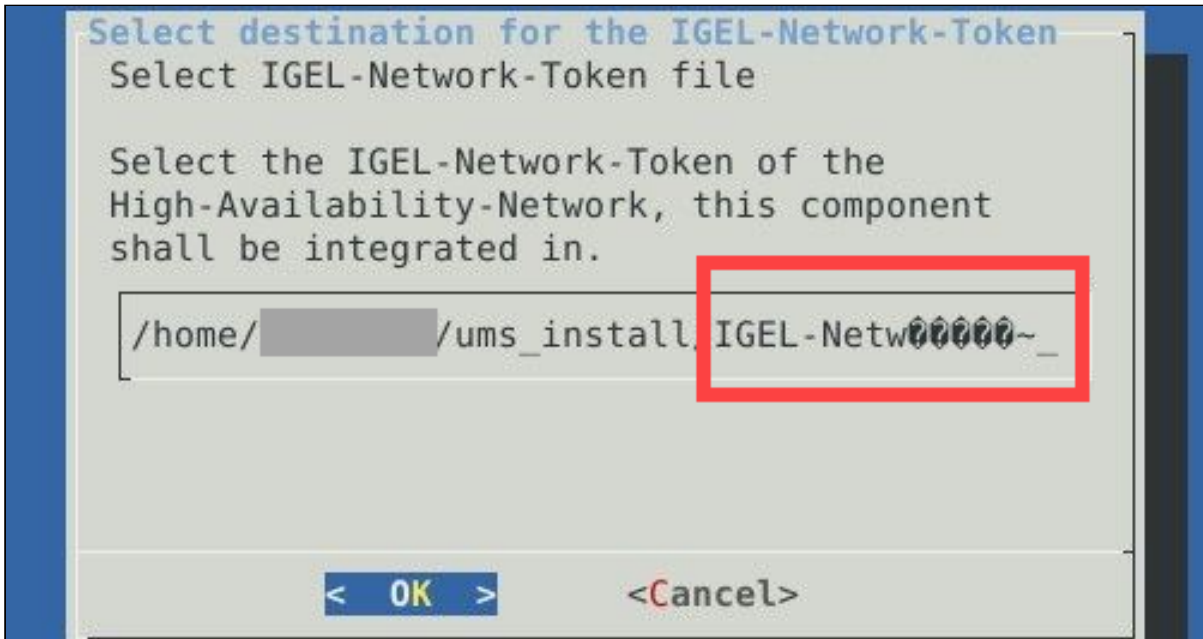 Select destination for the IGEL-Network-Token
Select IGEL-Network-Token file
Select the IGEL-Network-Token of the
High-Availability-Network, this component
shall be integrated in.
/home/ /ums_install/IGEL-Netw�����~_
< OK > <Cancel>